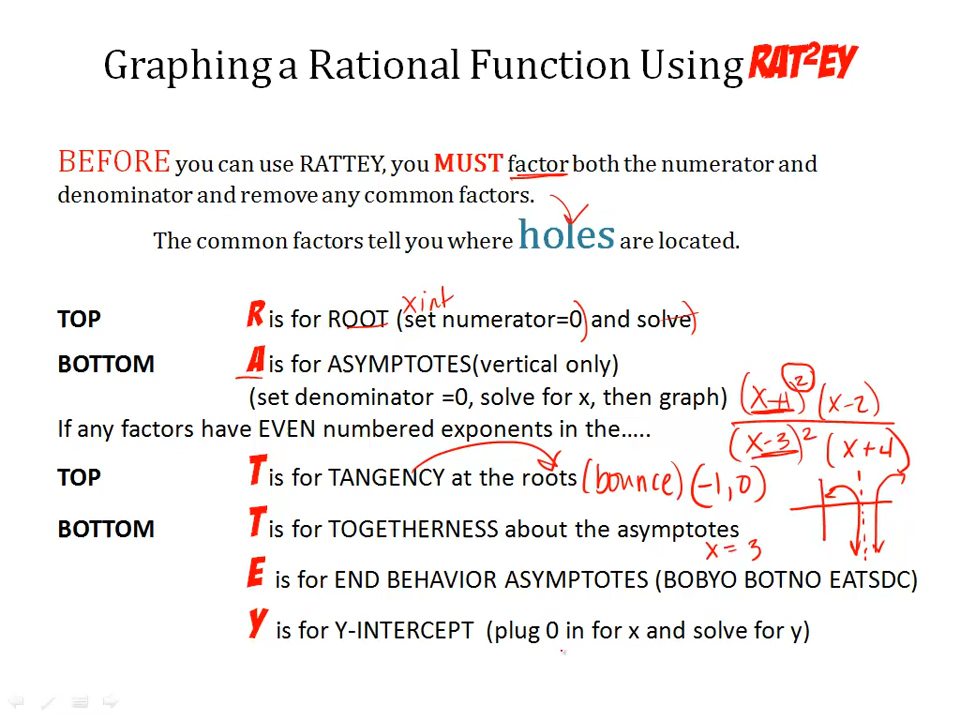 Graphing a Rational Function Using RAT²EY
BEFORE you can use RATTEY, you MUST factor both the numerator and
denominator and remove any common factors.
The common factors tell you where holes are located.
x int
TOP R is for ROOT (set numerator=0) and solve)
BOTTOM A is for ASYMPTOTES(vertical only)
(set denominator =0, solve for x, then graph)
(x+1)² (x-2)
(x-3)² (x+4)
If any factors have EVEN numbered exponents in the…..
TOP T is for TANGENCY at the roots (bounce) (-1,0)
BOTTOM T is for TOGETHERNESS about the asymptotes
x = 3
E is for END BEHAVIOR ASYMPTOTES (BOBYO BOTNO EATSDC)
Y is for Y-INTERCEPT (plug 0 in for x and solve for y)